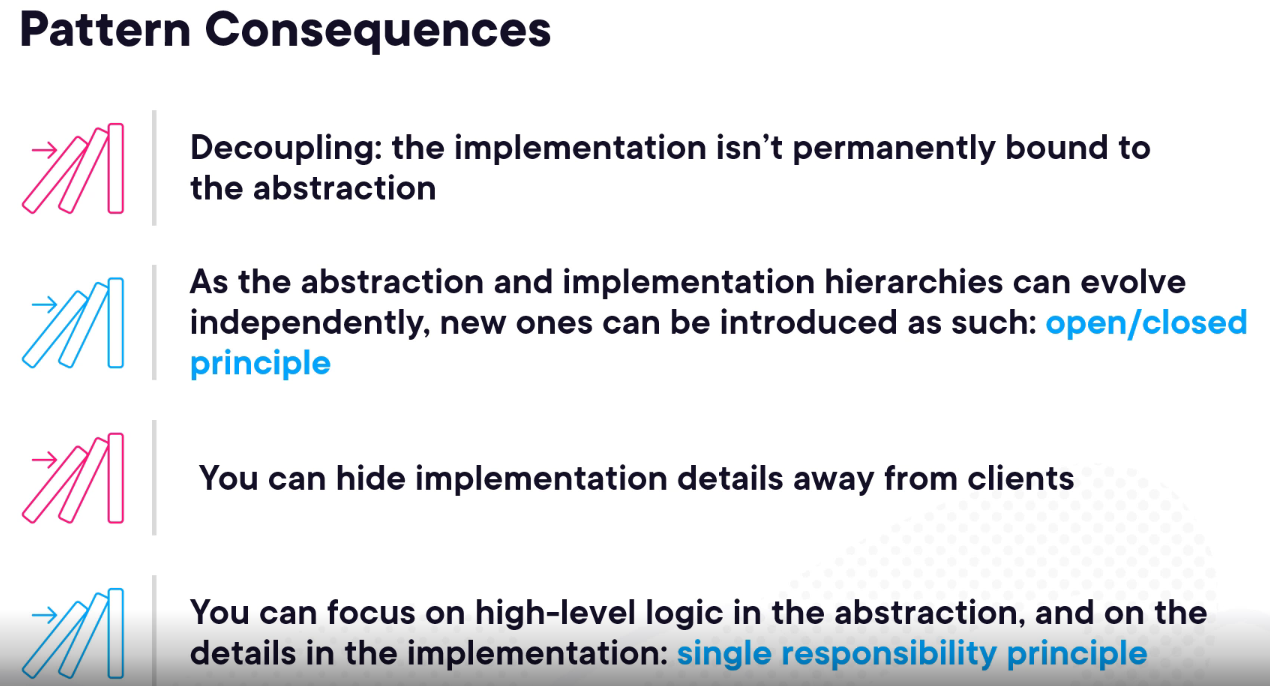 Pattern Consequences
Decoupling: the implementation isn’t permanently bound to
the abstraction
As the abstraction and implementation hierarchies can evolve
independently, new ones can be introduced as such: open/closed
principle
You can hide implementation details away from clients
You can focus on high-level logic in the abstraction, and on the
details in the implementation: single responsibility principle